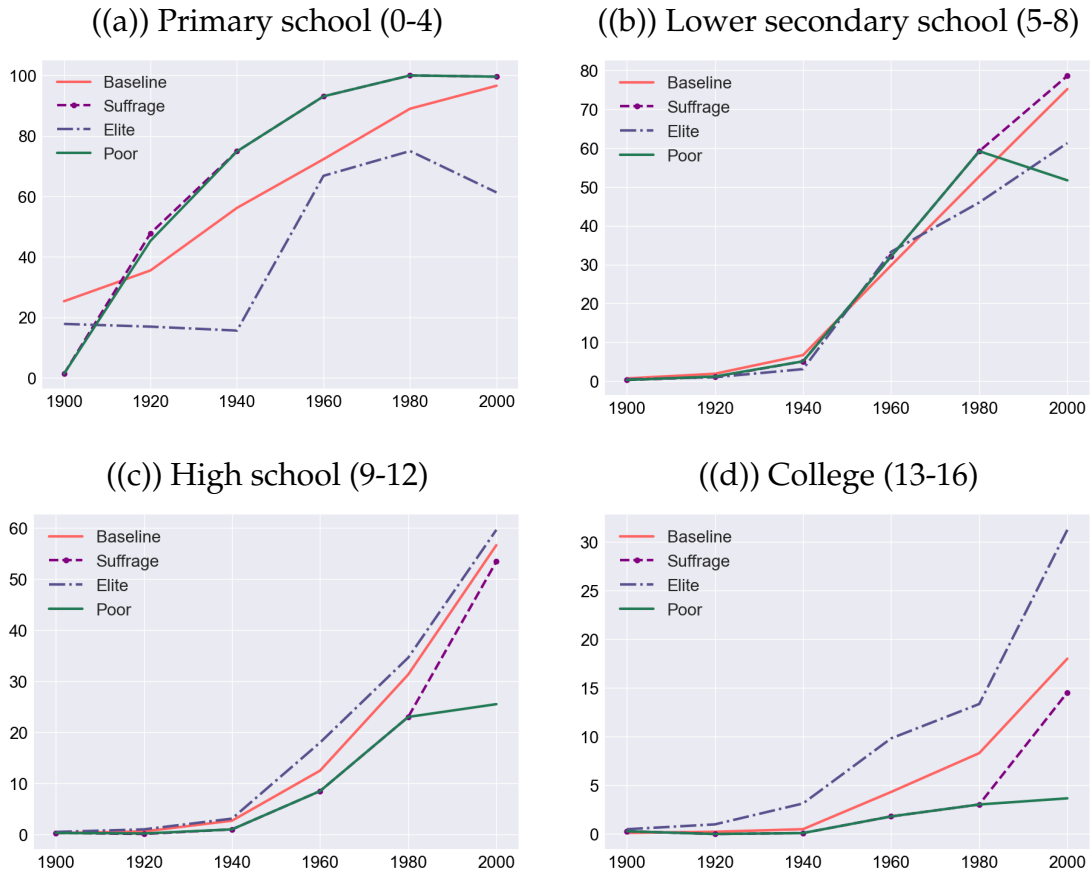 ((a)) Primary school (0-4)
100
80
60
40
20
0
Baseline
Suffrage
Elite
Poor
1900 1920 1940 1960 1980 2000
((b)) Lower secondary school (5-8)
80
70
60
50
40
30
20
10
0
Baseline
Suffrage
Elite
Poor
1900 1920 1940 1960 1980 2000
((c)) High school (9-12)
60
50
40
30
20
10
0
Baseline
Suffrage
Elite
Poor
1900 1920 1940 1960 1980 2000
((d)) College (13-16)
30
25
20
15
10
5
0
Baseline
Suffrage
Elite
Poor
1900 1920 1940 1960 1980 2000